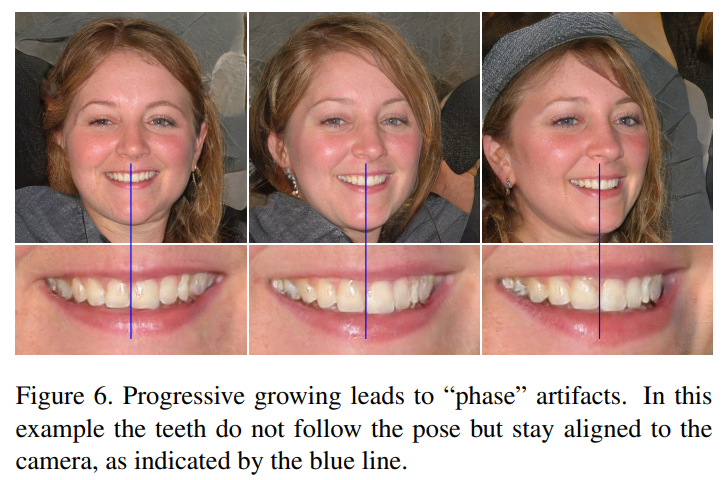 Figure 6. Progressive growing leads to “phase” artifacts. In this
example the teeth do not follow the pose but stay aligned to the
camera, as indicated by the blue line.